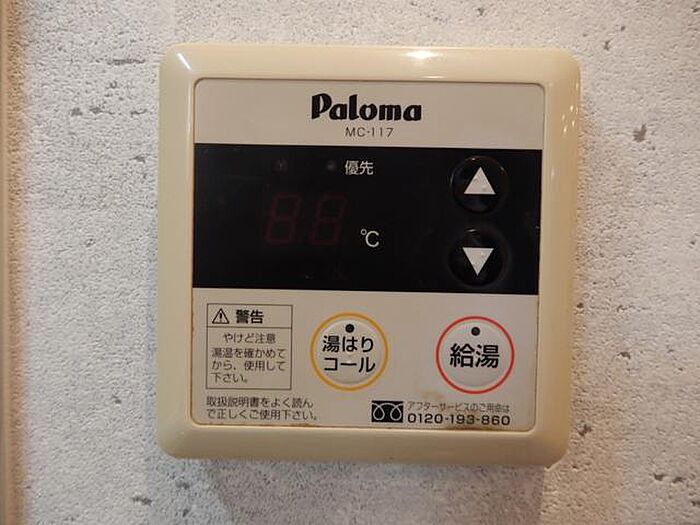 Paloma
MC-117
優先
88
℃
警告
やけど注意
湯温を確かめて
から、使用して
下さい。
取扱説明書をよく読ん
で正しくご使用下さい。
湯はり
コール
給湯
アフターサービスのご用命は
0120-193-860